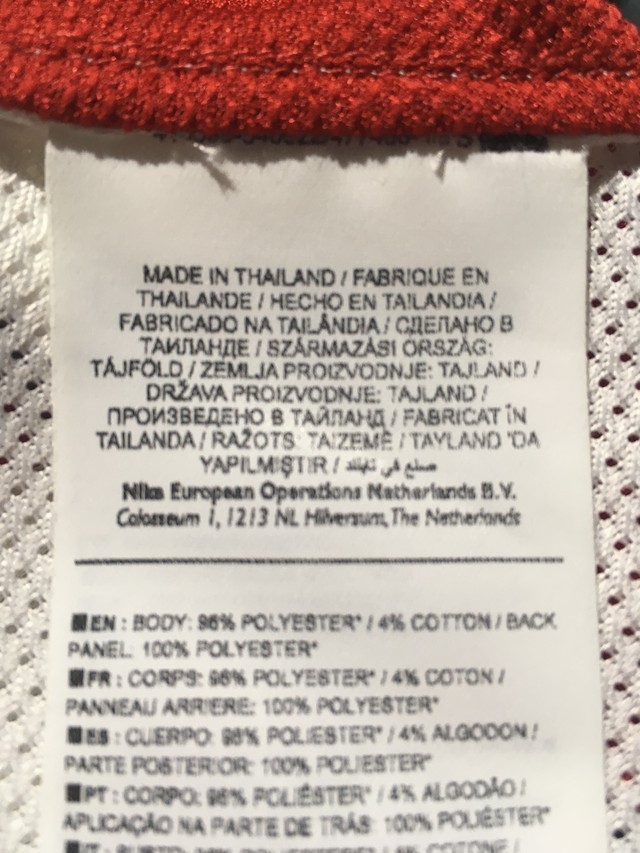 MADE IN THAILAND / FABRIQUE EN
THAILANDE / HECHO EN TAILANDIA /
FABRICADO NA TAILÂNDIA / СДЕЛАНО В
ТАИЛАНДЕ / SZÁRMAZÁSI ORSZÁG:
TÁJFÖLD / ZEMLJA PROIZVODNJE: TAJLAND /
DRŽAVA PROIZVODNJE: TAJLAND /
ПРОИЗВЕДЕНО В ТАЙЛАНД / FABRICAT ÎN
TAILANDA / RAŽOTS: TAIZEMĒ / TAYLAND 'DA
YAPILMIŞTIR / صنع في تايلند
Nike European Operations Netherlands B.V.
Colosseum 1, 1213 NL Hilversum, The Netherlands
EN : BODY: 96% POLYESTER* / 4% COTTON / BACK
PANEL: 100% POLYESTER*
FR : CORPS: 96% POLYESTER* / 4% COTON /
PANNEAU ARRIERE: 100% POLYESTER*
ES : CUERPO: 96% POLIESTER* / 4% ALGODON /
PARTE POSTERIOR: 100% POLIESTER*
PT : CORPO: 96% POLIÉSTER* / 4% ALGODÃO /
APLICAÇÃO NA PARTE DE TRÁS: 100% POLIÉSTER*